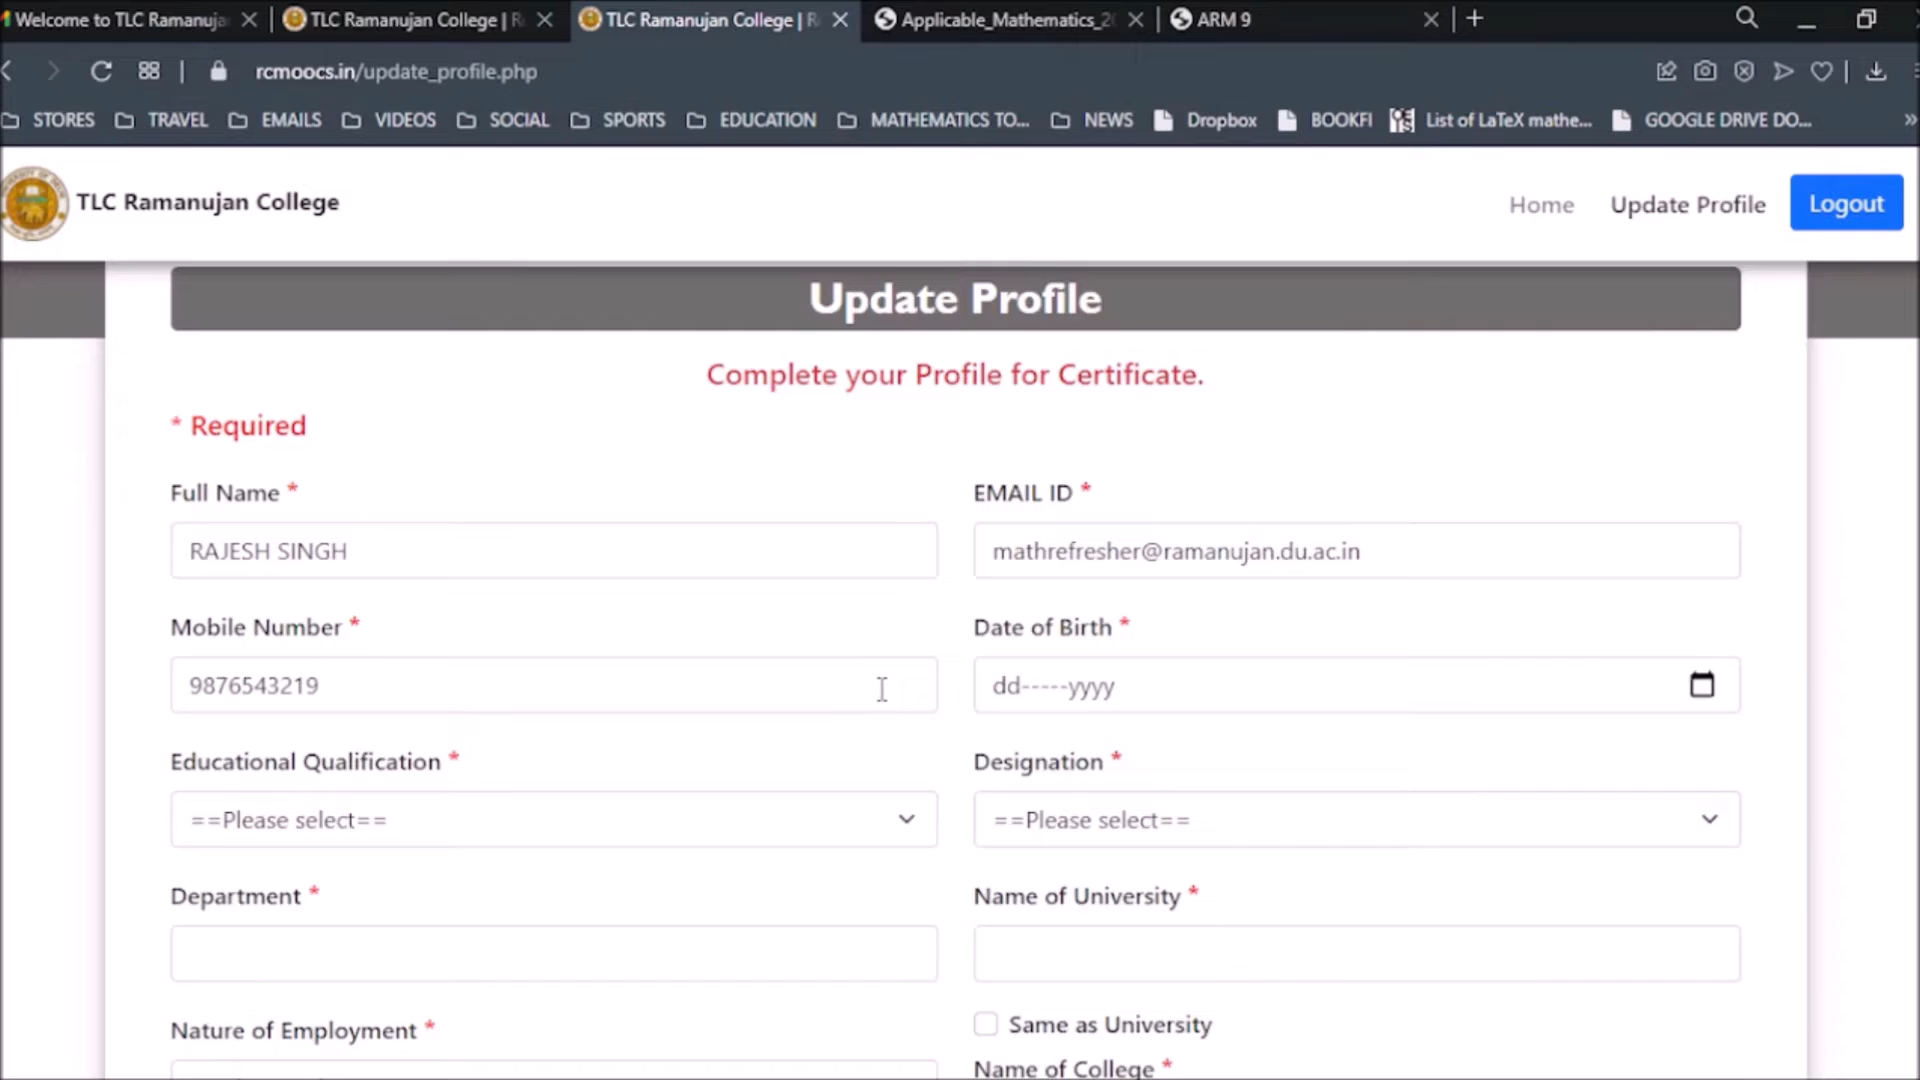 Welcome to TLC Ramanuja
TLC Ramanujan College | R
TLC Ramanujan College | R
Applicable_Mathematics_20
ARM 9
rcmoocs.in/update_profile.php
STORES TRAVEL EMAILS VIDEOS SOCIAL SPORTS EDUCATION MATHEMATICS TO... NEWS Dropbox BOOKFI List of LaTeX mathe... GOOGLE DRIVE DO... »
TLC Ramanujan College
Home Update Profile Logout
Update Profile
Complete your Profile for Certificate.
* Required
Full Name *
EMAIL ID *
RAJESH SINGH
mathrefresher@ramanujan.du.ac.in
Mobile Number *
Date of Birth *
9876543219
dd-----yyyy
Educational Qualification *
Designation *
==Please select==
==Please select==
Department *
Name of University *
Nature of Employment *
Same as University
Name of College *